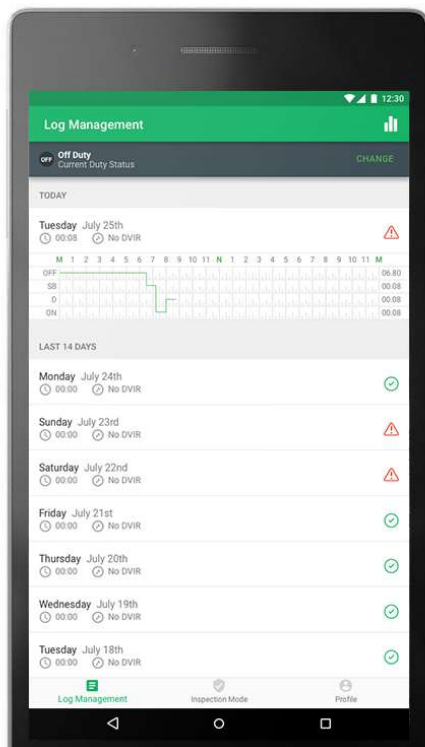 12:30
Log Management
OFF Off Duty
Current Duty Status
CHANGE
TODAY
Tuesday July 25th
00:08 No DVIR
M 1 2 3 4 5 6 7 8 9 10 11 N 1 2 3 4 5 6 7 8 9 10 11 M
OFF 06.80
SB 00.08
D 00.08
ON 00.08
LAST 14 DAYS
Monday July 24th
00:00 No DVIR
Sunday July 23rd
00:00 No DVIR
Saturday July 22nd
00:00 No DVIR
Friday July 21st
00:00 No DVIR
Thursday July 20th
00:00 No DVIR
Wednesday July 19th
00:00 No DVIR
Tuesday July 18th
00:00 No DVIR
Log Management Inspection Mode Profile